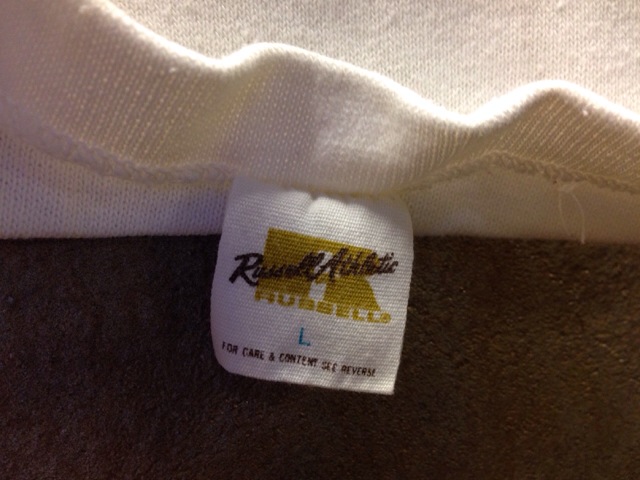 Russell Athletic
RUSSELL®
L
FOR CARE & CONTENT SEE REVERSE